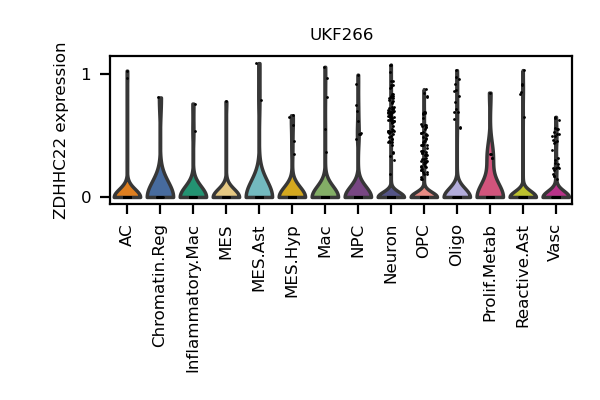 UKF266
ZDHHC22 expression
1
0
AC
Chromatin.Reg
Inflammatory.Mac
MES
MES.Ast
MES.Hyp
Mac
NPC
Neuron
OPC
Oligo
Prolif.Metab
Reactive.Ast
Vasc